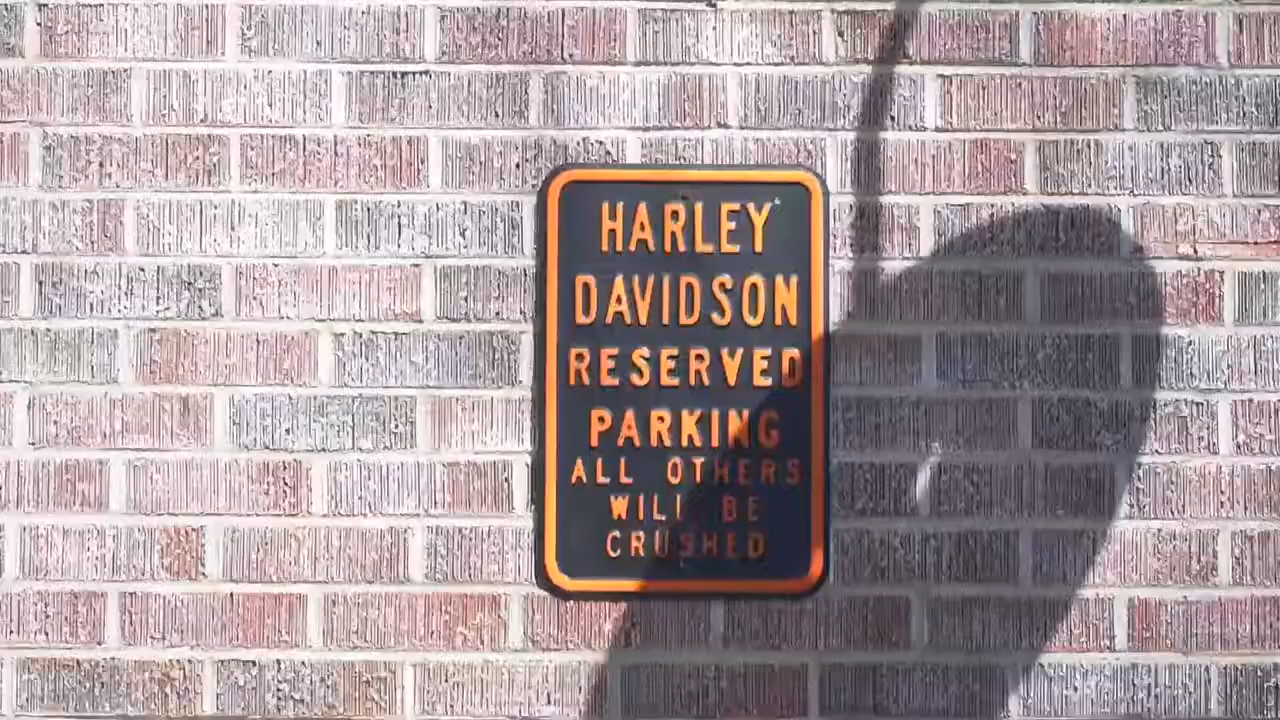 HARLEY
DAVIDSON
RESERVED
PARKING
ALL OTHERS
WILL BE
CRUSHED